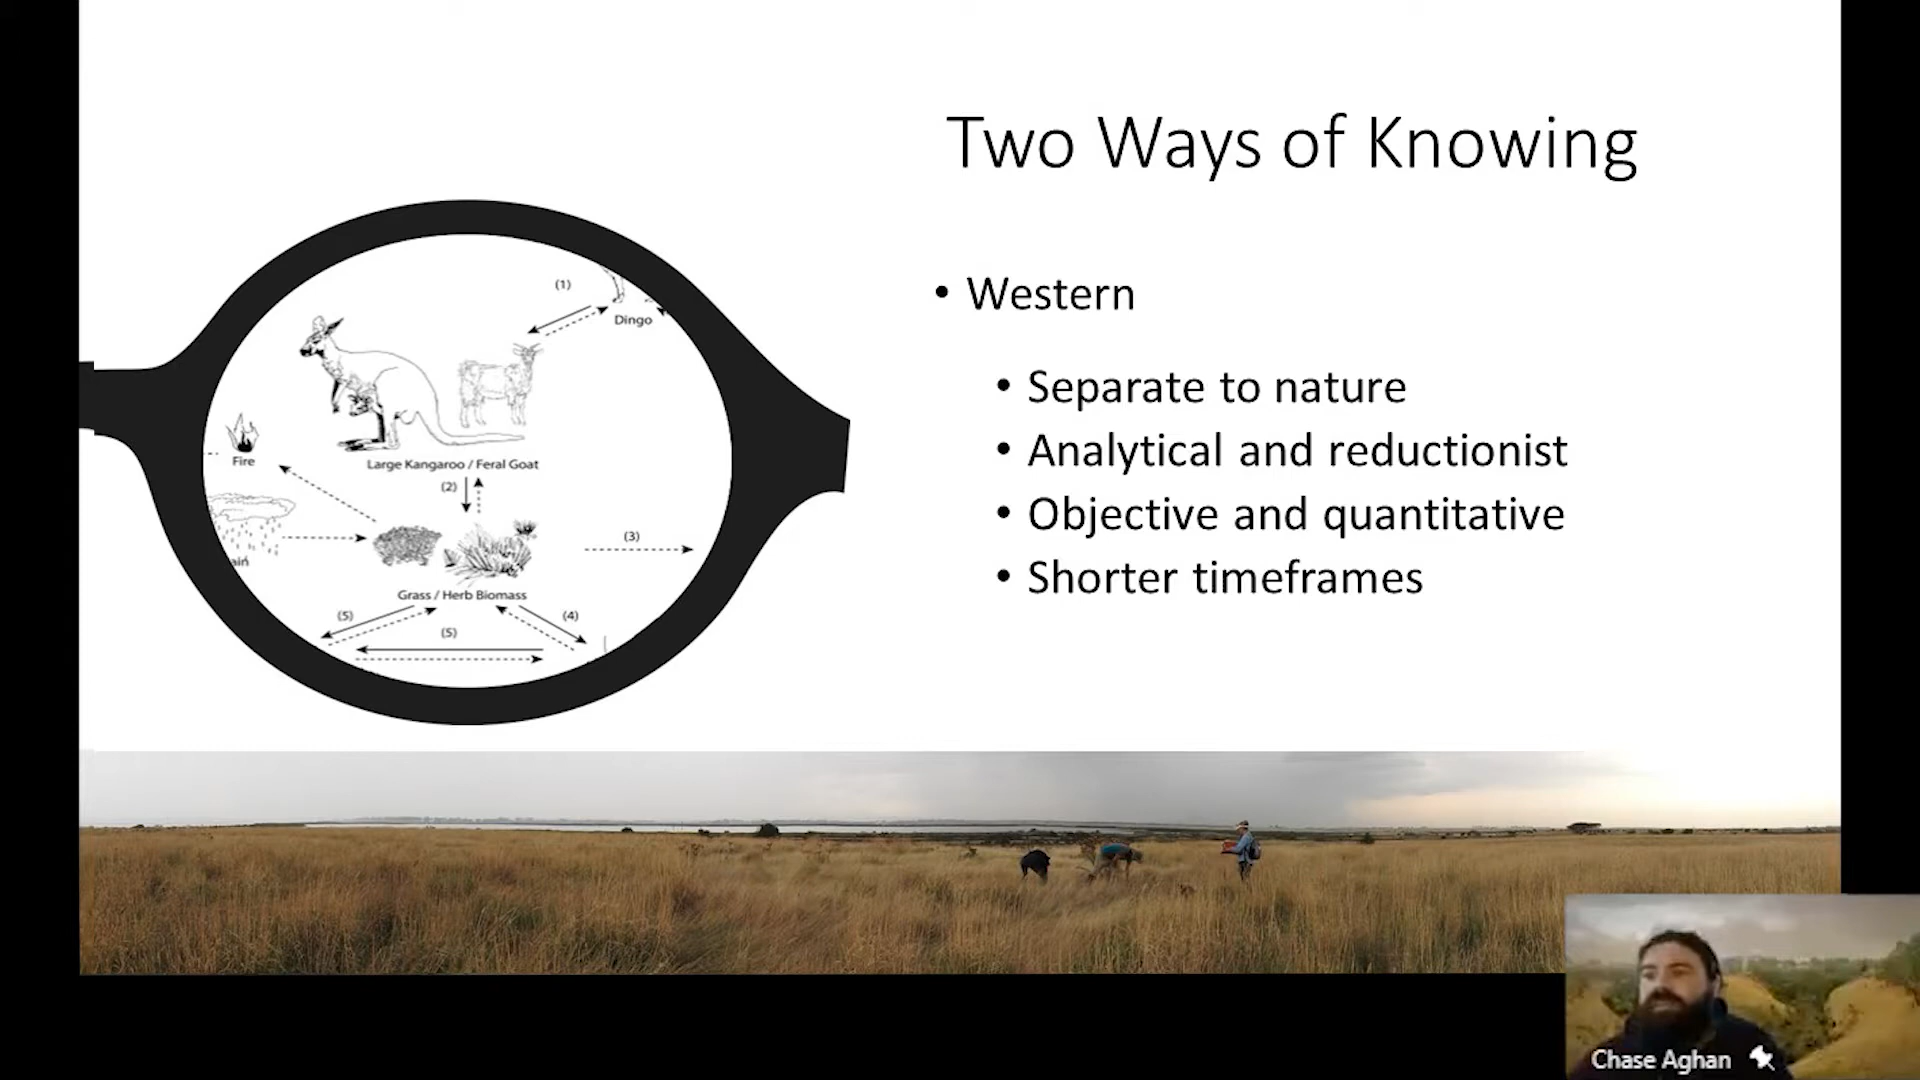 Two Ways of Knowing
• Western
• Separate to nature
• Analytical and reductionist
• Objective and quantitative
• Shorter timeframes
(1)
Dingo
Fire
Large Kangaroo / Feral Goat
(2)
(3)
ain
Grass / Herb Biomass
(5)
(4)
(5)
Chase Aghan